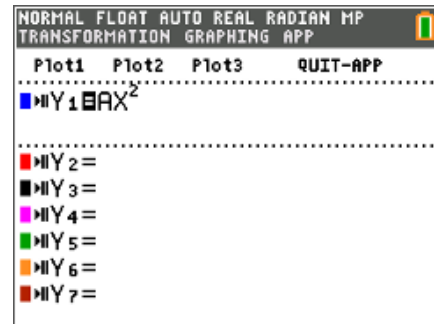 NORMAL FLOAT AUTO REAL RADIAN MP
TRANSFORMATION GRAPHING APP
Plot1 Plot2 Plot3 QUIT-APP
Y₁=AX²
Y₂=
Y₃=
Y₄=
Y₅=
Y₆=
Y₇=